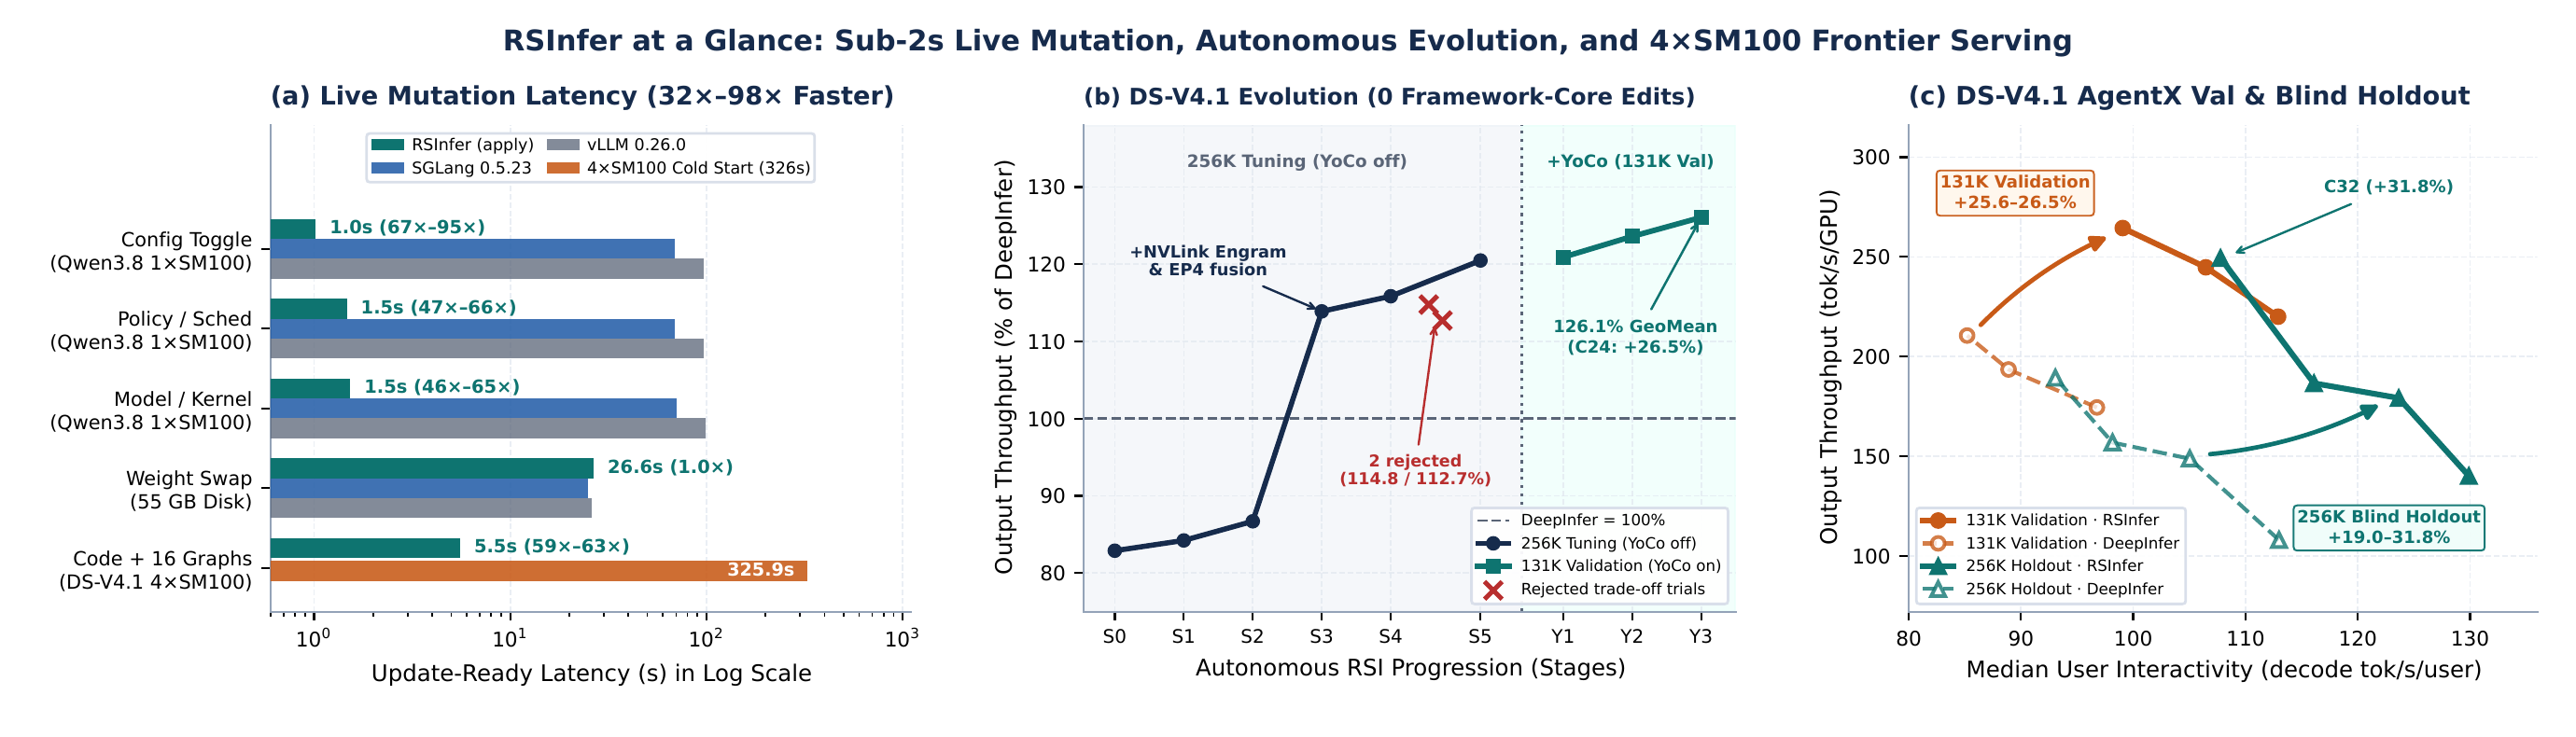 RSInfer at a Glance: Sub-2s Live Mutation, Autonomous Evolution, and 4×SM100 Frontier Serving
(a) Live Mutation Latency (32×–98× Faster)
RSInfer (apply)
SGLang 0.5.23
vLLM 0.26.0
4×SM100 Cold Start (326s)
Config Toggle
(Qwen3.8 1×SM100)
1.0s (67×–95×)
Policy / Sched
(Qwen3.8 1×SM100)
1.5s (47×–66×)
Model / Kernel
(Qwen3.8 1×SM100)
1.5s (46×–65×)
Weight Swap
(55 GB Disk)
26.6s (1.0×)
Code + 16 Graphs
(DS-V4.1 4×SM100)
5.5s (59×–63×)
325.9s
10⁰
10¹
10²
10³
Update-Ready Latency (s) in Log Scale
(b) DS-V4.1 Evolution (0 Framework-Core Edits)
Output Throughput (% of DeepInfer)
130
120
110
100
90
80
256K Tuning (YoCo off)
+YoCo (131K Val)
+NVLink Engram
& EP4 fusion
126.1% GeoMean
(C24: +26.5%)
2 rejected
(114.8 / 112.7%)
DeepInfer = 100%
256K Tuning (YoCo off)
131K Validation (YoCo on)
Rejected trade-off trials
S0
S1
S2
S3
S4
S5
Y1
Y2
Y3
Autonomous RSI Progression (Stages)
(c) DS-V4.1 AgentX Val & Blind Holdout
Output Throughput (tok/s/GPU)
300
250
200
150
100
131K Validation
+25.6–26.5%
C32 (+31.8%)
256K Blind Holdout
+19.0–31.8%
131K Validation · RSInfer
131K Validation · DeepInfer
256K Holdout · RSInfer
256K Holdout · DeepInfer
80
90
100
110
120
130
Median User Interactivity (decode tok/s/user)